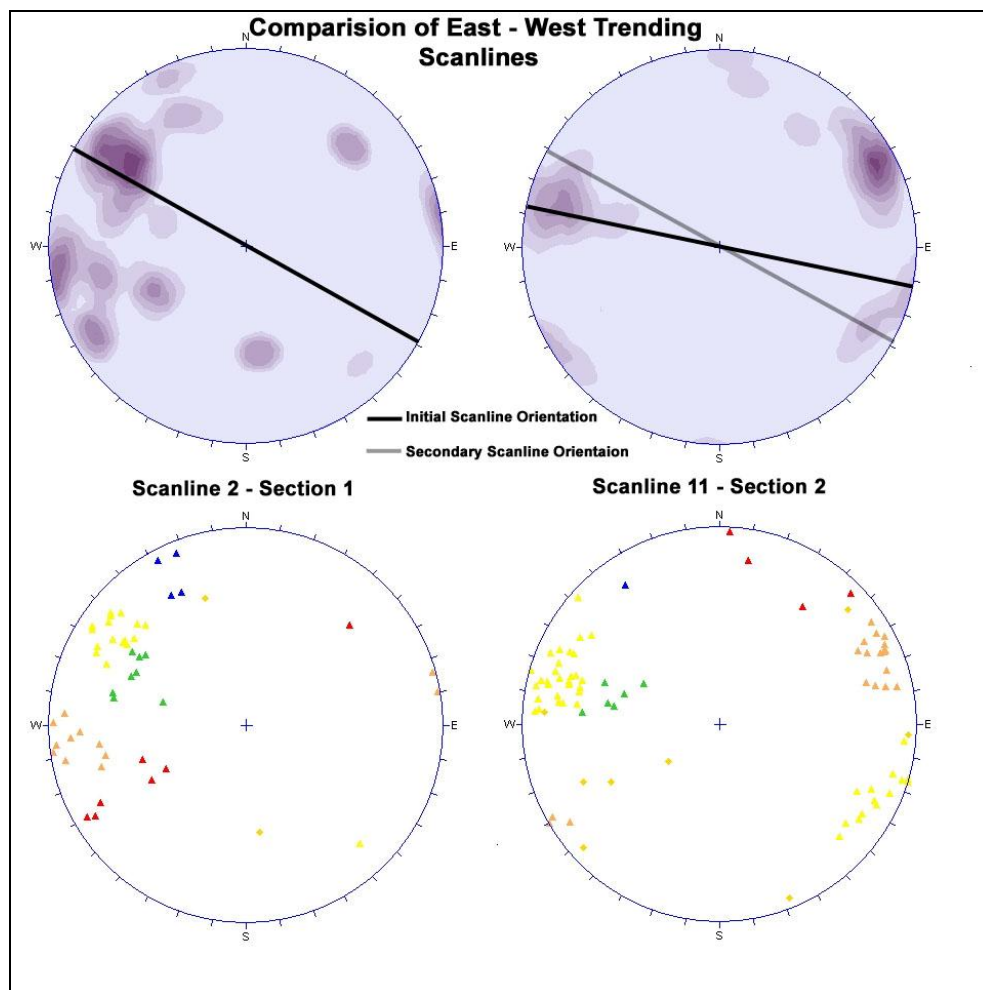 Comparision of East - West Trending
Scanlines
N
N
W
E
W
E
S
S
Initial Scanline Orientation
Secondary Scanline Orientaion
Scanline 2 - Section 1
Scanline 11 - Section 2
N
N
W
E
W
E
S
S